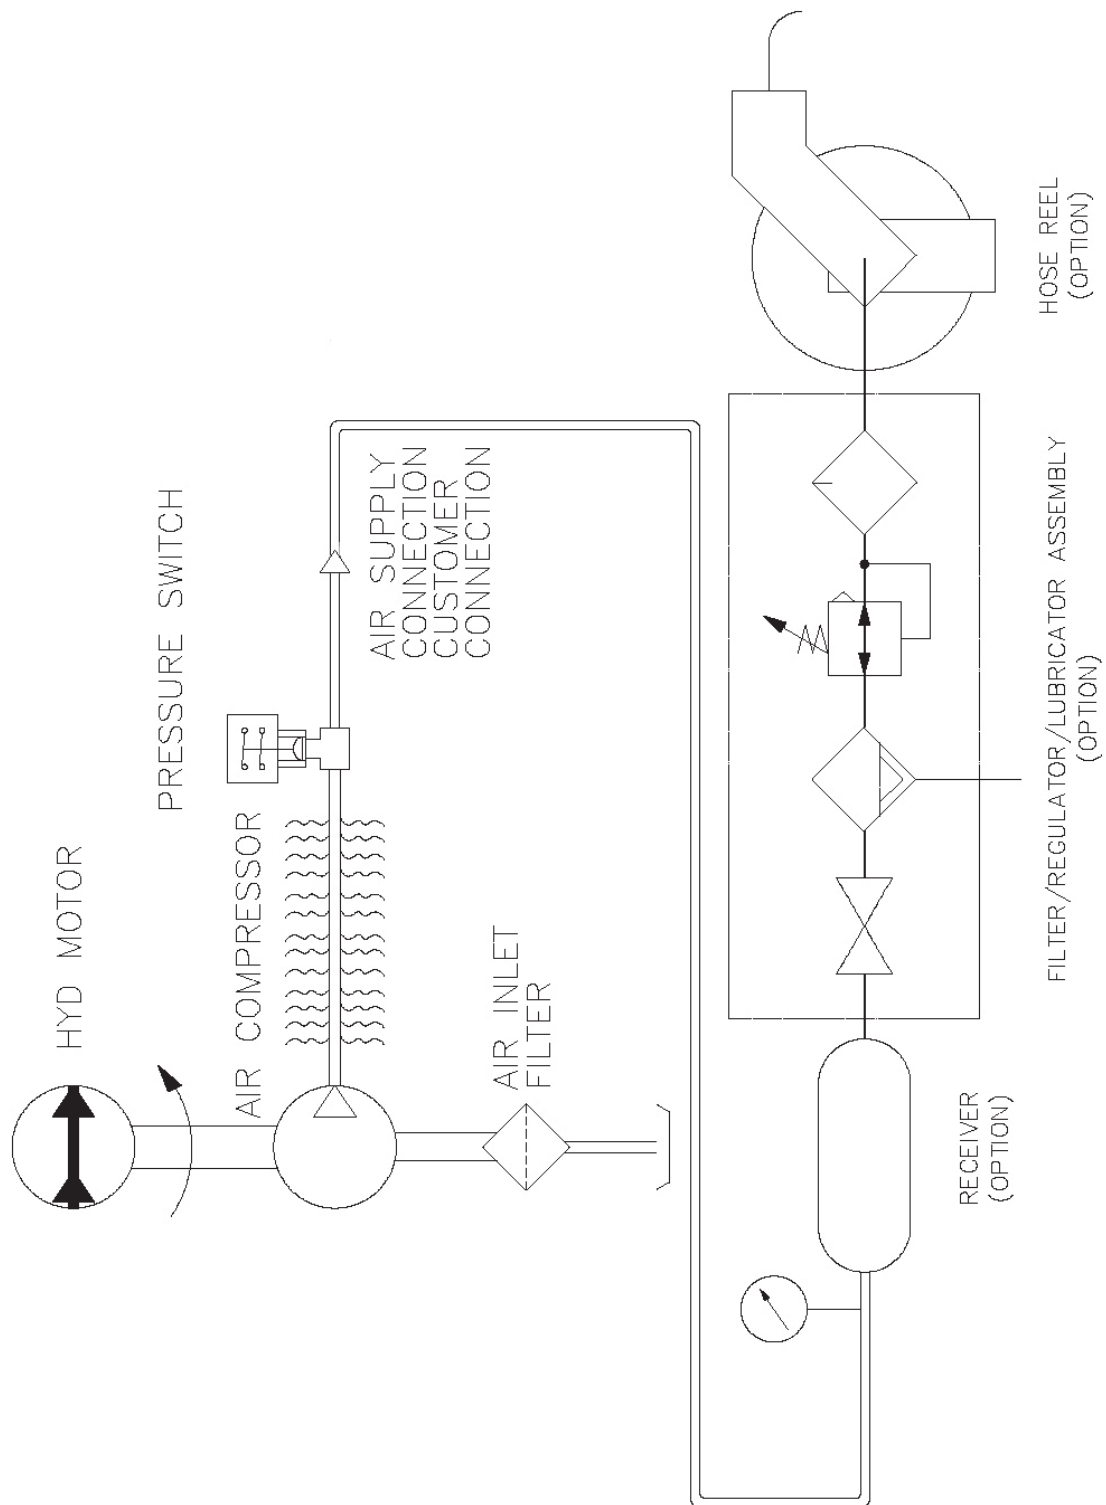 HYD MOTOR
PRESSURE SWITCH
AIR COMPRESSOR
AIR SUPPLY
CONNECTION
CUSTOMER
CONNECTION
AIR INLET
FILTER
HOSE REEL
(OPTION)
FILTER/REGULATOR/LUBRICATOR ASSEMBLY
(OPTION)
RECEIVER
(OPTION)